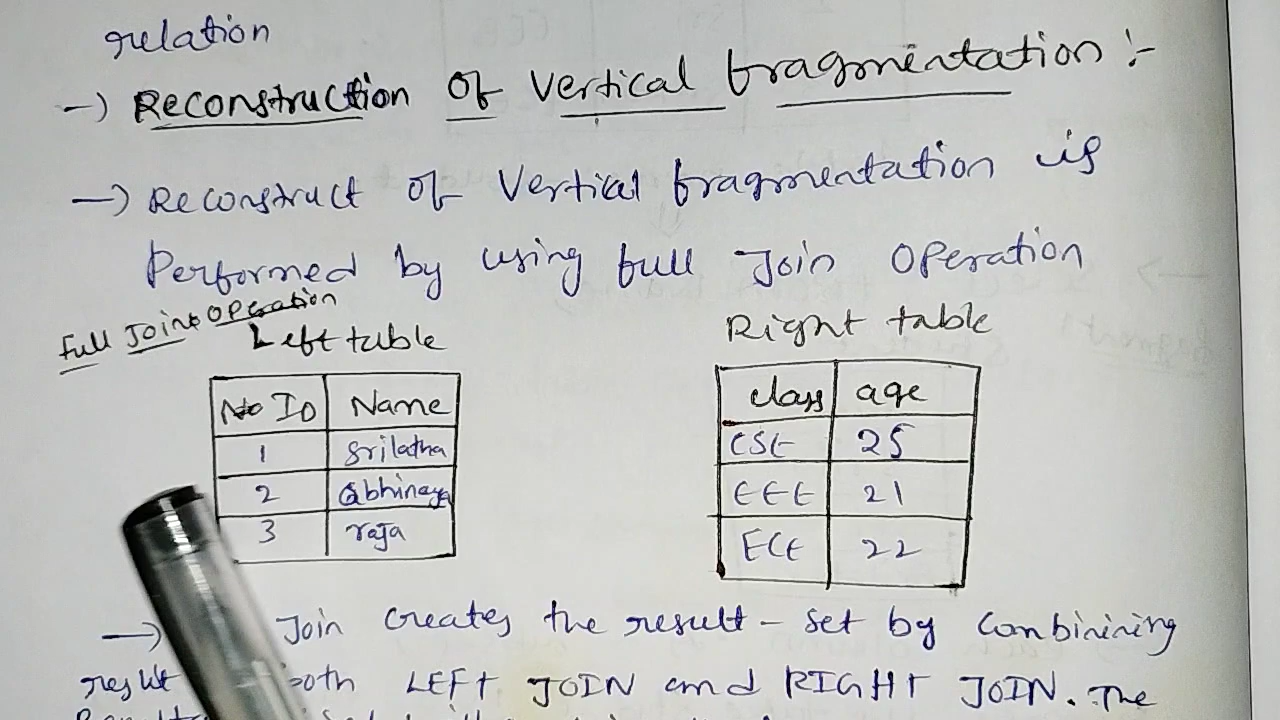 relation
→ Reconstruction Of Vertical fragmentation :-
→ Reconstruct of Vertical fragmentation is
Performed by using full Join Operation
Full Join Operation
Left table
Right table
ID Name
1 Srilatha
2 abhinaya
3 raja
class age
CSE 25
EEE 21
ECE 22
→ Join creates the result-set by Combinining
result both LEFT JOIN and RIGHT JOIN. The